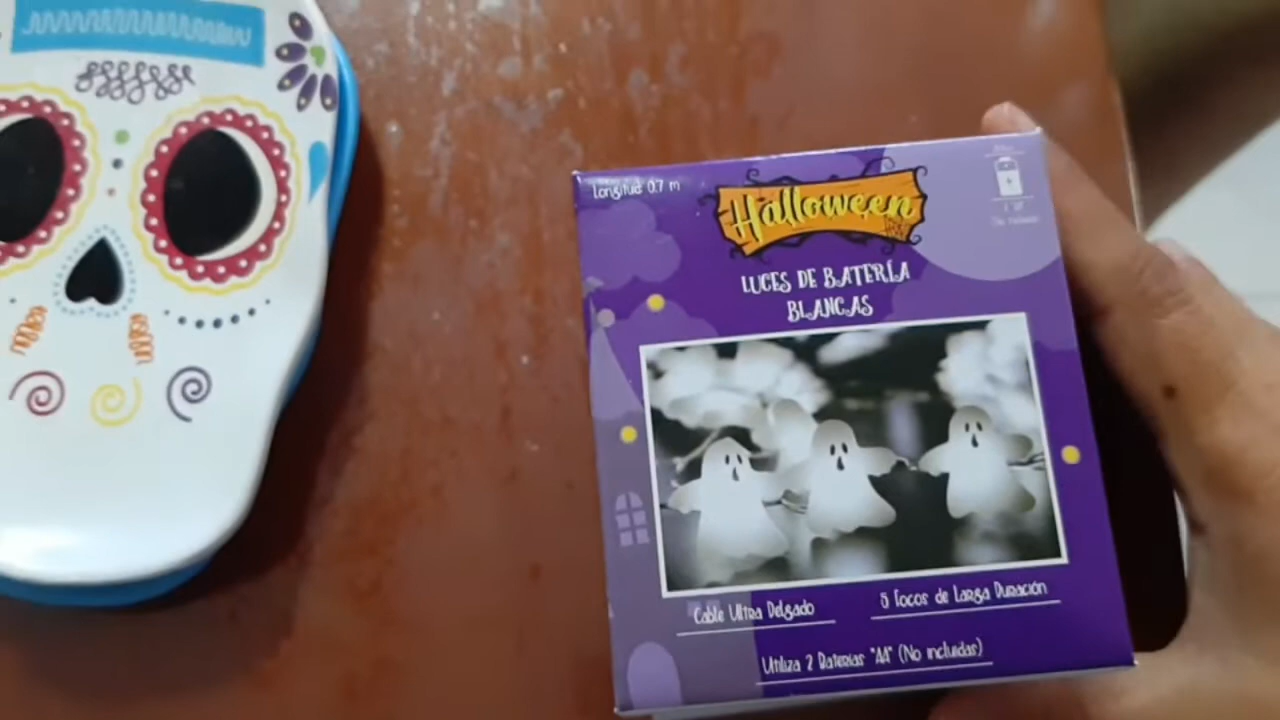 Longitud 0.7 m
Halloween
LUCES DE BATERÍA
BLANCAS
Cable Ultra Delgado
5 Focos de Larga Duración
Utiliza 2 Baterías "AA" (No incluidas)